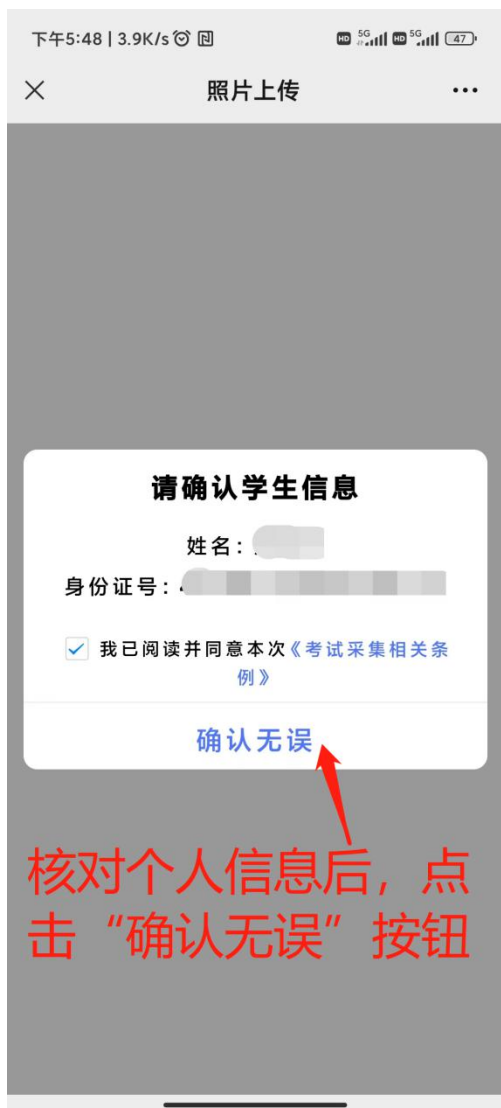 下午5:48 | 3.9K/s
HD 5G HD 5G 47
照片上传
请确认学生信息
姓名：
身份证号：
我已阅读并同意本次《考试采集相关条
例》
确认无误
核对个人信息后，点
击“确认无误”按钮